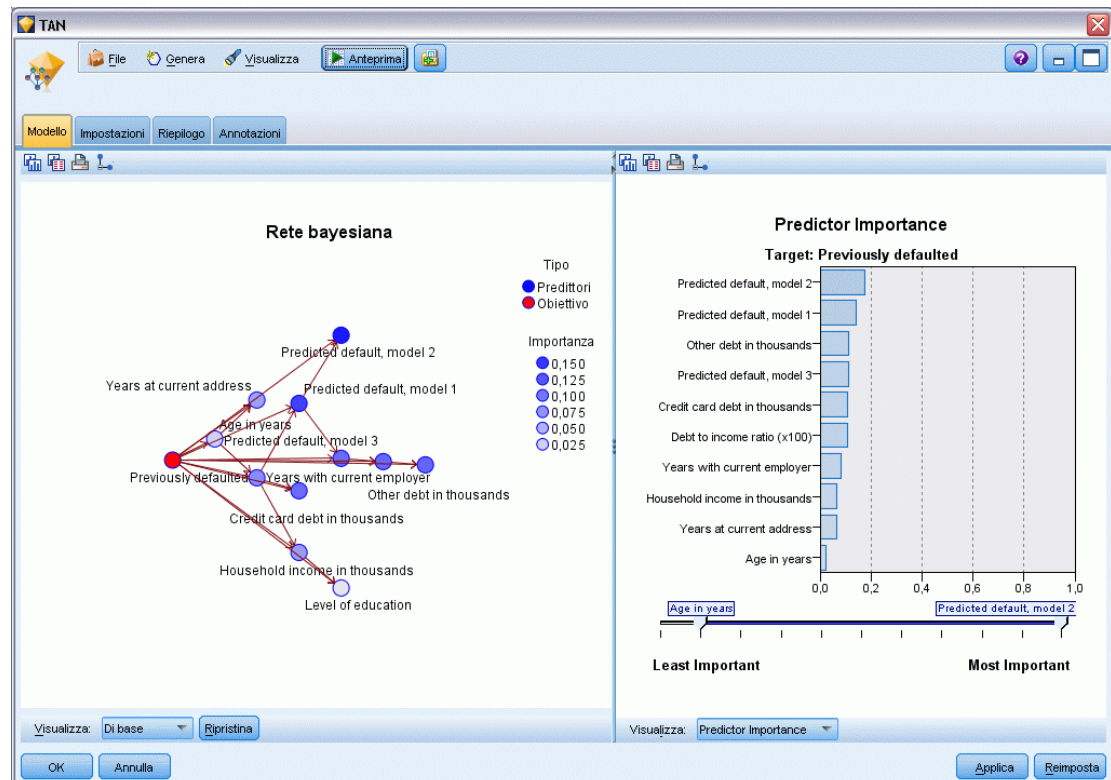 TAN
File Genera Visualizza Anteprima
Modello Impostazioni Riepilogo Annotazioni
Rete bayesiana
Tipo
Predittori
Obiettivo
Importanza
0,150
0,125
0,100
0,075
0,050
0,025
Predicted default, model 2
Years at current address
Predicted default, model 1
Age in years
Predicted default, model 3
Previously defaulted
Years with current employer
Other debt in thousands
Credit card debt in thousands
Household income in thousands
Level of education
Visualizza: Di base Ripristina
Predictor Importance
Target: Previously defaulted
Predicted default, model 2
Predicted default, model 1
Other debt in thousands
Predicted default, model 3
Credit card debt in thousands
Debt to income ratio (x100)
Years with current employer
Household income in thousands
Years at current address
Age in years
0,0 0,2 0,4 0,6 0,8 1,0
Age in years Predicted default, model 2
Least Important Most Important
Visualizza: Predictor Importance
OK Annulla Applica Reimposta